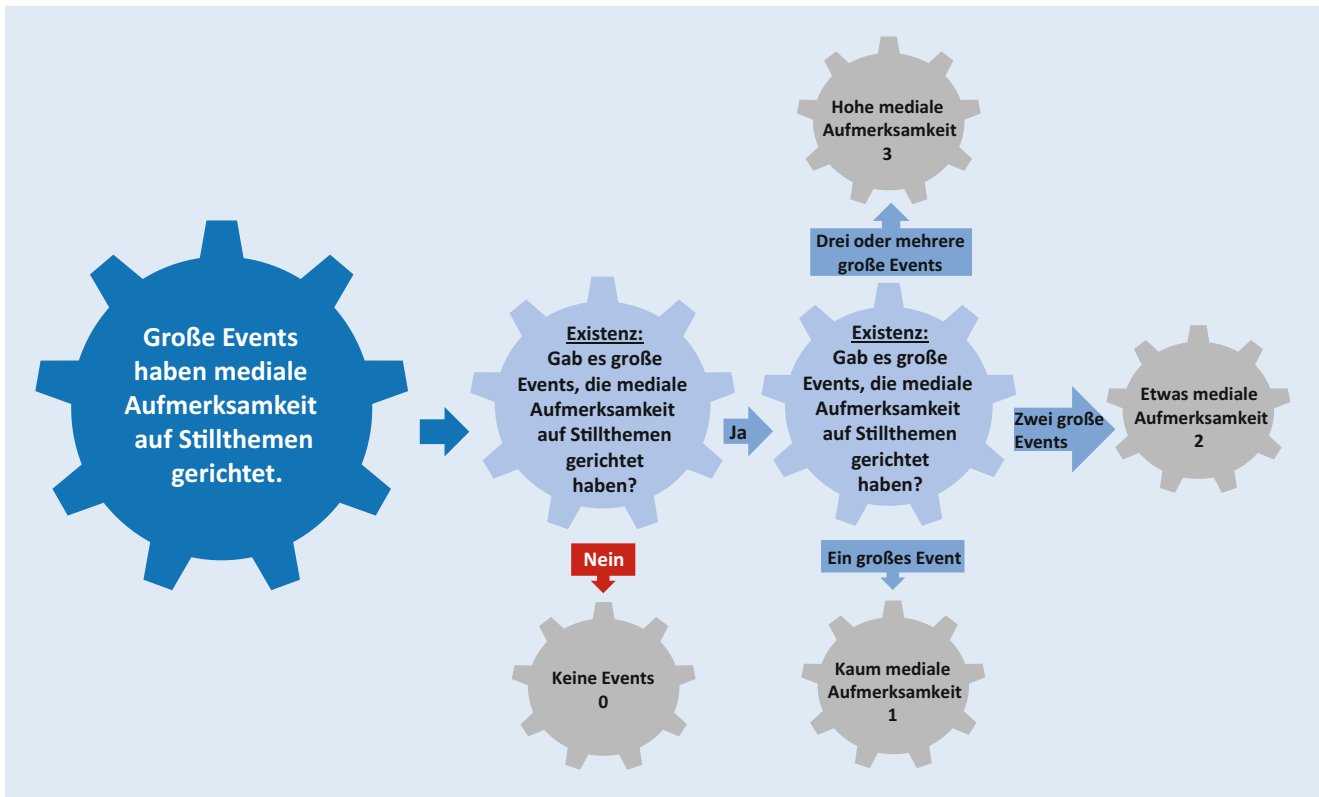 Große Events
haben mediale
Aufmerksamkeit
auf Stillthemen
gerichtet.
Existenz:
Gab es große
Events, die mediale
Aufmerksamkeit
auf Stillthemen
gerichtet
haben?
Nein
Keine Events
0
Ja
Existenz:
Gab es große
Events, die mediale
Aufmerksamkeit
auf Stillthemen
gerichtet
haben?
Drei oder mehrere
große Events
Hohe mediale
Aufmerksamkeit
3
Zwei große
Events
Etwas mediale
Aufmerksamkeit
2
Ein großes Event
Kaum mediale
Aufmerksamkeit
1